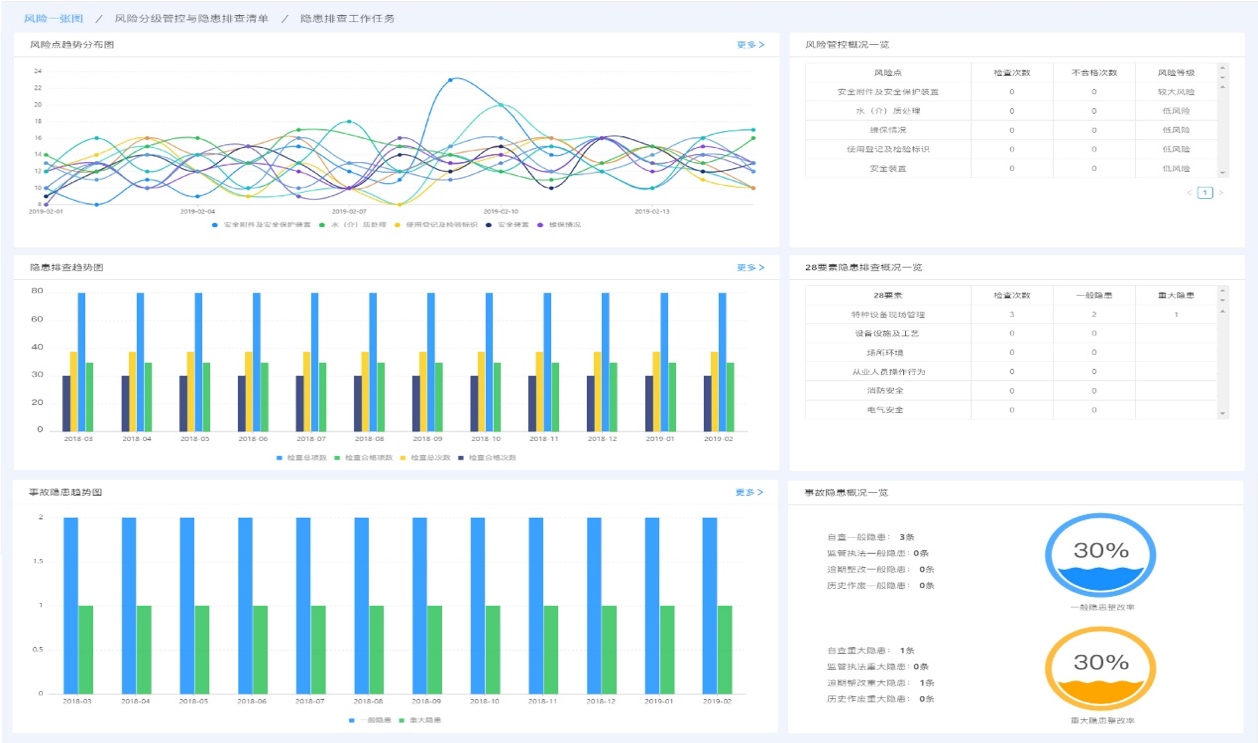 风险一张图 / 风险分级管控与隐患排查清单 / 隐患排查工作任务
风险点趋势分布图 更多 >
24
22
20
18
16
14
12
10
8
2019-02-01 2019-02-04 2019-02-07 2019-02-10 2019-02-13
安全附件及安全保护装置 水（介）质处理 使用登记及检验标识 安全装置 维保情况
风险管控概况一览
风险点 检查次数 不合格次数 风险等级
安全附件及安全保护装置 0 0 较大风险
水（介）质处理 0 0 低风险
维保情况 0 0 低风险
使用登记及检验标识 0 0 低风险
安全装置 0 0 低风险
< 1 >
隐患排查趋势图 更多 >
80
60
40
30
20
0
2018-03 2018-04 2018-05 2018-06 2018-07 2018-08 2018-09 2018-10 2018-11 2018-12 2019-01 2019-02
检查总项数 检查合格项数 检查总次数 检查合格次数
28要素隐患排查概况一览
28要素 检查次数 一般隐患 重大隐患
特种设备现场管理 3 2 1
设备设施及工艺 0 0
场所环境 0 0
从业人员操作行为 0 0
消防安全 0 0
电气安全 0 0
事故隐患趋势图 更多 >
2
1.5
1
0.5
0
2018-03 2018-04 2018-05 2018-06 2018-07 2018-08 2018-09 2018-10 2018-11 2018-12 2019-01 2019-02
一般隐患 重大隐患
事故隐患概况一览
自查一般隐患： 3条
监管执法一般隐患：0条
逾期整改一般隐患： 0条
历史作废一般隐患： 0条
30%
一般隐患整改率
自查重大隐患： 1条
监管执法重大隐患：0条
逾期整改重大隐患： 1条
历史作废重大隐患： 0条
30%
重大隐患整改率